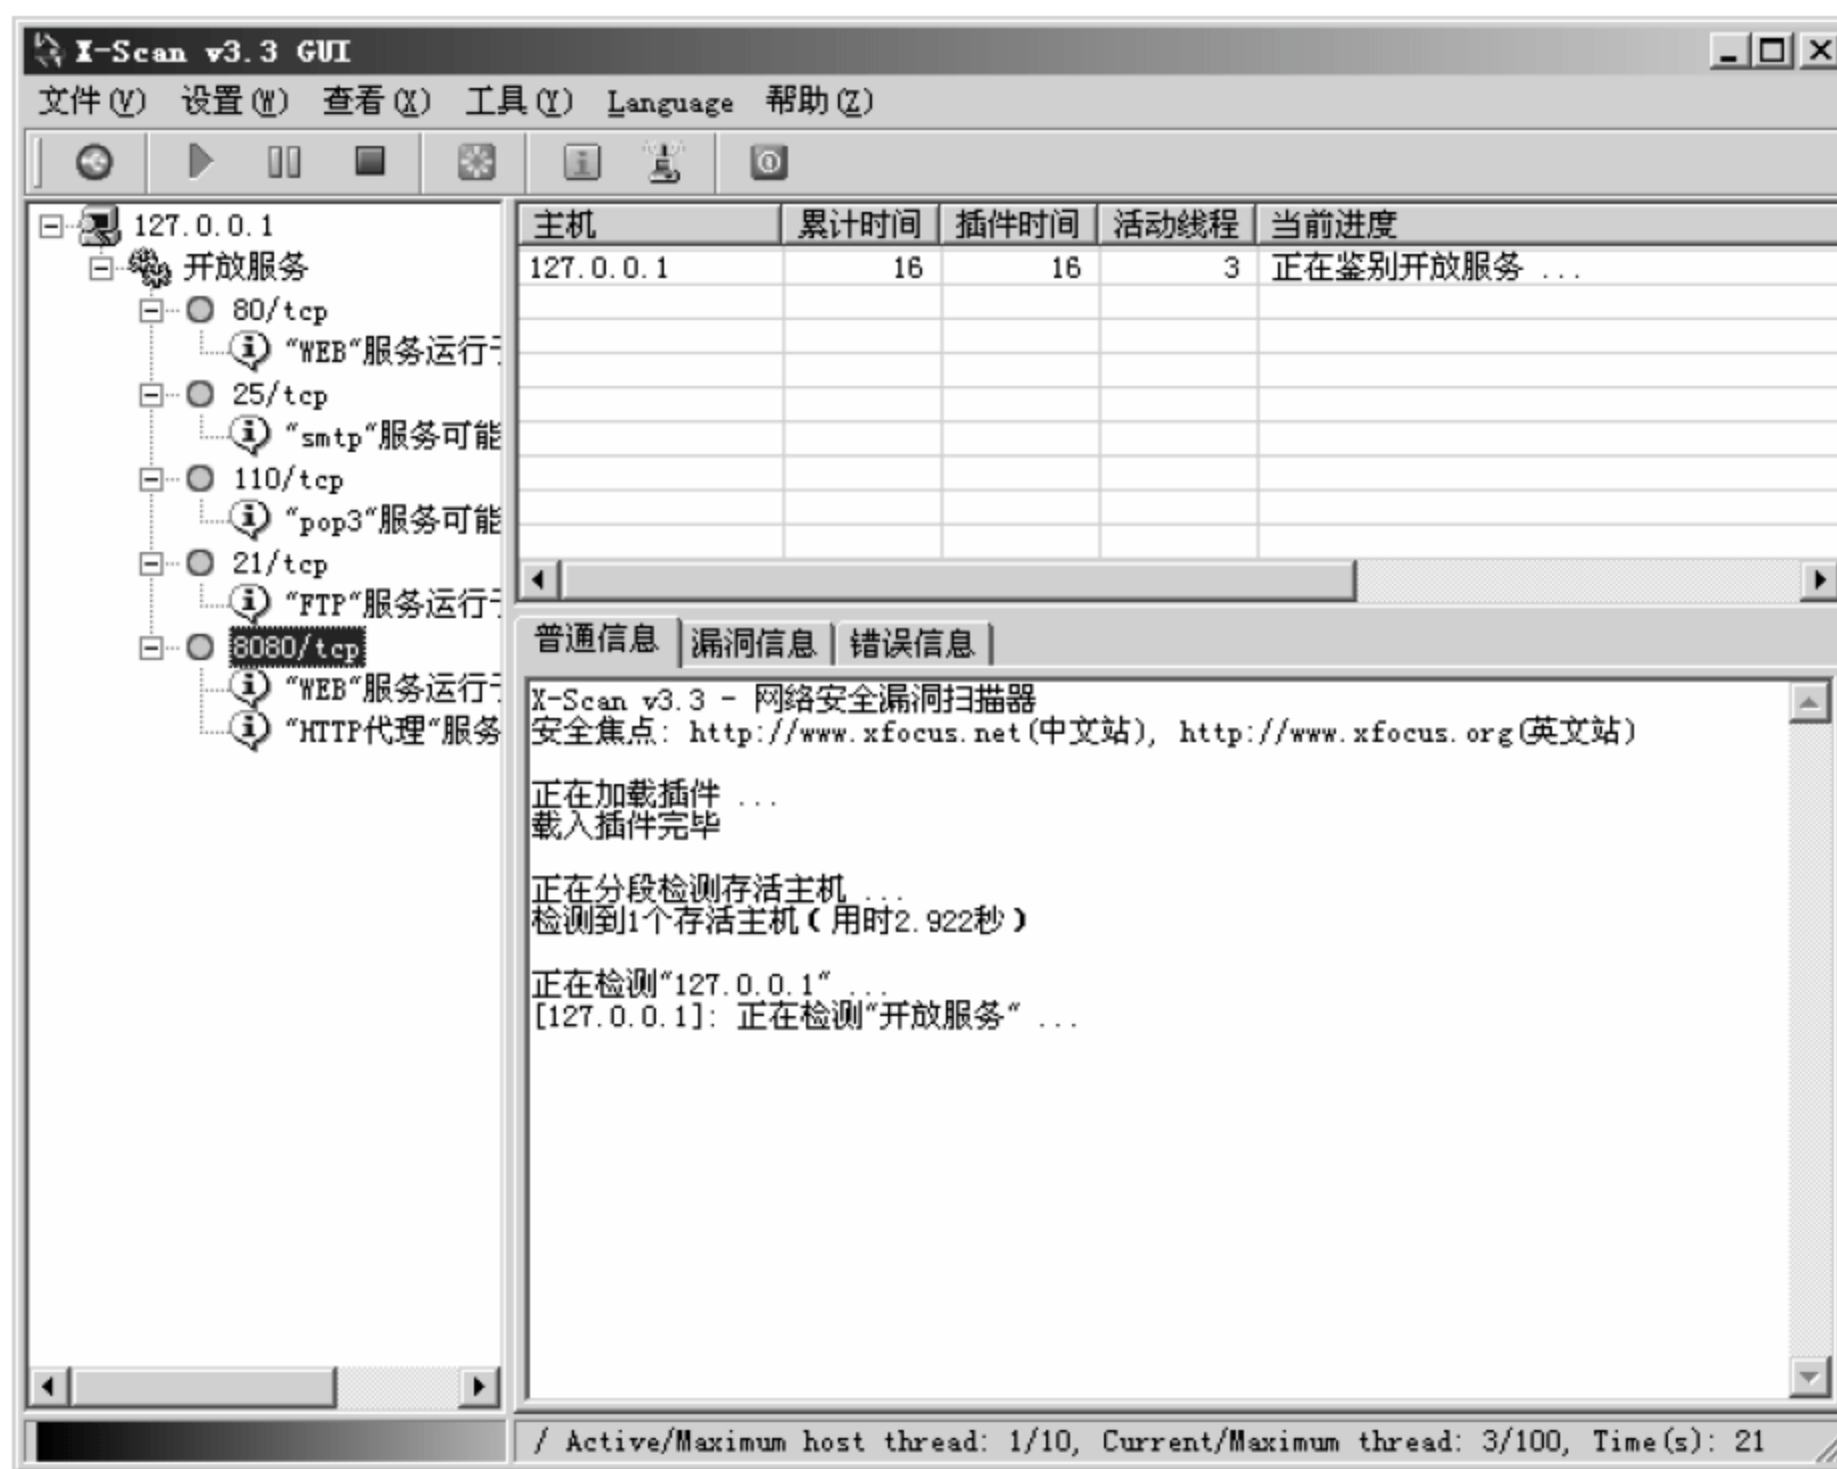 X-Scan v3.3 GUI
文件(V) 设置(W) 查看(X) 工具(Y) Language 帮助(Z)
127.0.0.1
开放服务
80/tcp
"WEB"服务运行于
25/tcp
"smtp"服务可能
110/tcp
"pop3"服务可能
21/tcp
"FTP"服务运行于
8080/tcp
"WEB"服务运行于
"HTTP代理"服务
主机 累计时间 插件时间 活动线程 当前进度
127.0.0.1 16 16 3 正在鉴别开放服务 ...
普通信息 漏洞信息 错误信息
X-Scan v3.3 - 网络安全漏洞扫描器
安全焦点: http://www.xfocus.net(中文站), http://www.xfocus.org(英文站)
正在加载插件 ...
载入插件完毕
正在分段检测存活主机 ...
检测到1个存活主机(用时2.922秒)
正在检测"127.0.0.1" ...
[127.0.0.1]: 正在检测"开放服务" ...
/ Active/Maximum host thread: 1/10, Current/Maximum thread: 3/100, Time(s): 21